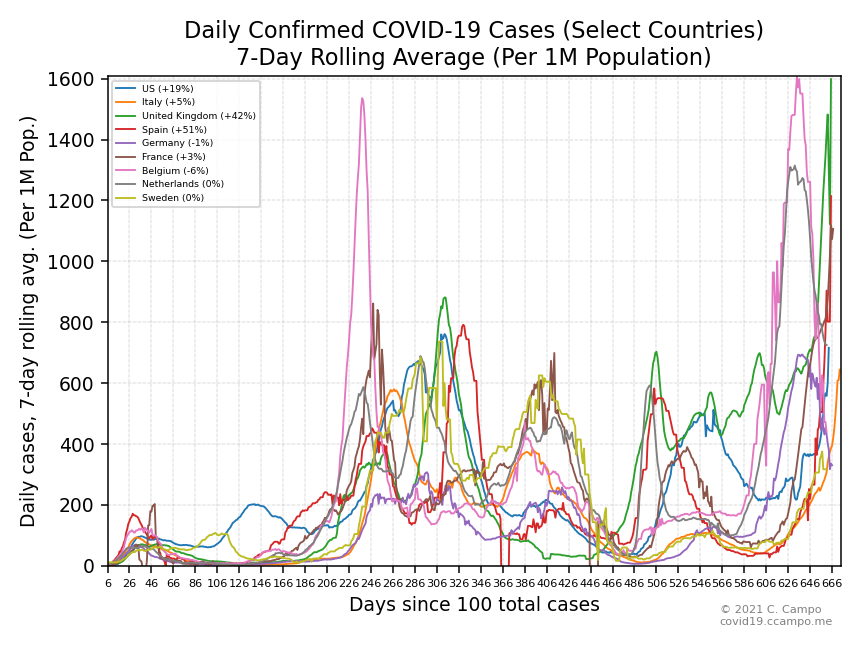 Daily Confirmed COVID-19 Cases (Select Countries)
7-Day Rolling Average (Per 1M Population)
Daily cases, 7-day rolling avg. (Per 1M Pop.)
1600
1400
1200
1000
800
600
400
200
0
US (+19%)
Italy (+5%)
United Kingdom (+42%)
Spain (+51%)
Germany (-1%)
France (+3%)
Belgium (-6%)
Netherlands (0%)
Sweden (0%)
6 26 46 66 86 106 126 146 166 186 206 226 246 266 286 306 326 346 366 386 406 426 446 466 486 506 526 546 566 586 606 626 646 666
Days since 100 total cases
© 2021 C. Campo
covid19.ccampo.me